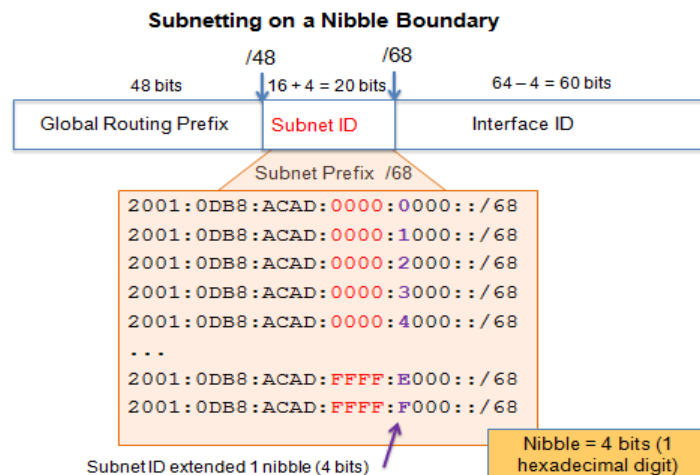 Subnetting on a Nibble Boundary
/48 /68
48 bits 16 + 4 = 20 bits 64 – 4 = 60 bits
Global Routing Prefix Subnet ID Interface ID
Subnet Prefix /68
2001:0DB8:ACAD:0000:0000::/68
2001:0DB8:ACAD:0000:1000::/68
2001:0DB8:ACAD:0000:2000::/68
2001:0DB8:ACAD:0000:3000::/68
2001:0DB8:ACAD:0000:4000::/68
...
2001:0DB8:ACAD:FFFF:E000::/68
2001:0DB8:ACAD:FFFF:F000::/68
Subnet ID extended 1 nibble (4 bits)
Nibble = 4 bits (1
hexadecimal digit)